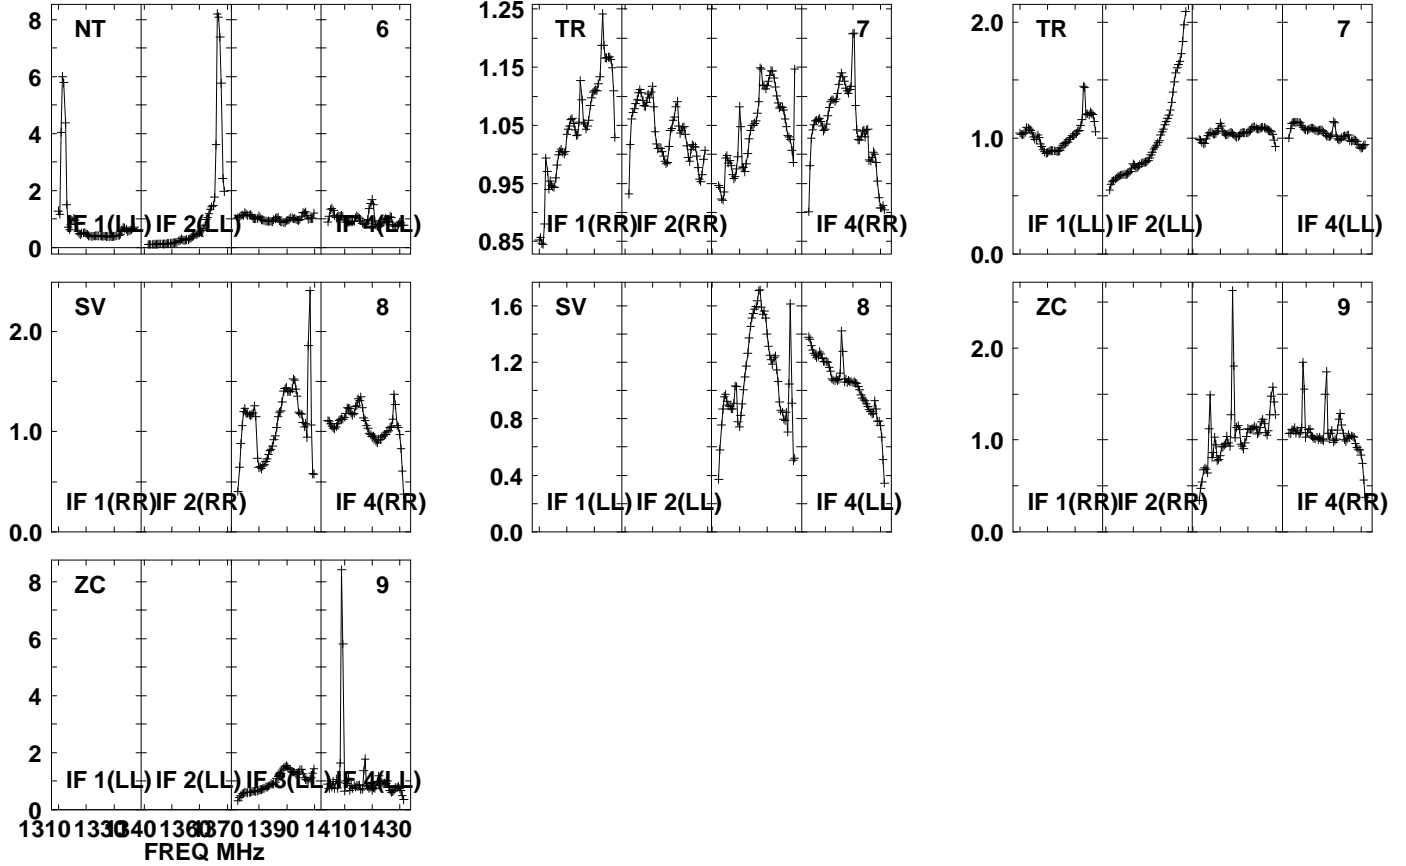 8
6
4
2
0
NT
6
IF 1(LL)
IF 2(LL)
IF 4(LL)
1.25
1.15
1.05
0.95
0.85
TR
7
IF 1(RR)
IF 2(RR)
IF 4(RR)
2.0
1.0
0.0
TR
7
IF 1(LL)
IF 2(LL)
IF 4(LL)
2.0
1.0
0.0
SV
8
IF 1(RR)
IF 2(RR)
IF 4(RR)
1.6
1.2
0.8
0.4
0.0
SV
8
IF 1(LL)
IF 2(LL)
IF 4(LL)
2.0
1.0
0.0
ZC
9
IF 1(RR)
IF 2(RR)
IF 4(RR)
8
6
4
2
0
ZC
9
IF 1(LL)
IF 2(LL)
IF 3(LL)
IF 4(LL)
1310 1330 1340 1360 1370 1390 1410 1430
FREQ MHz